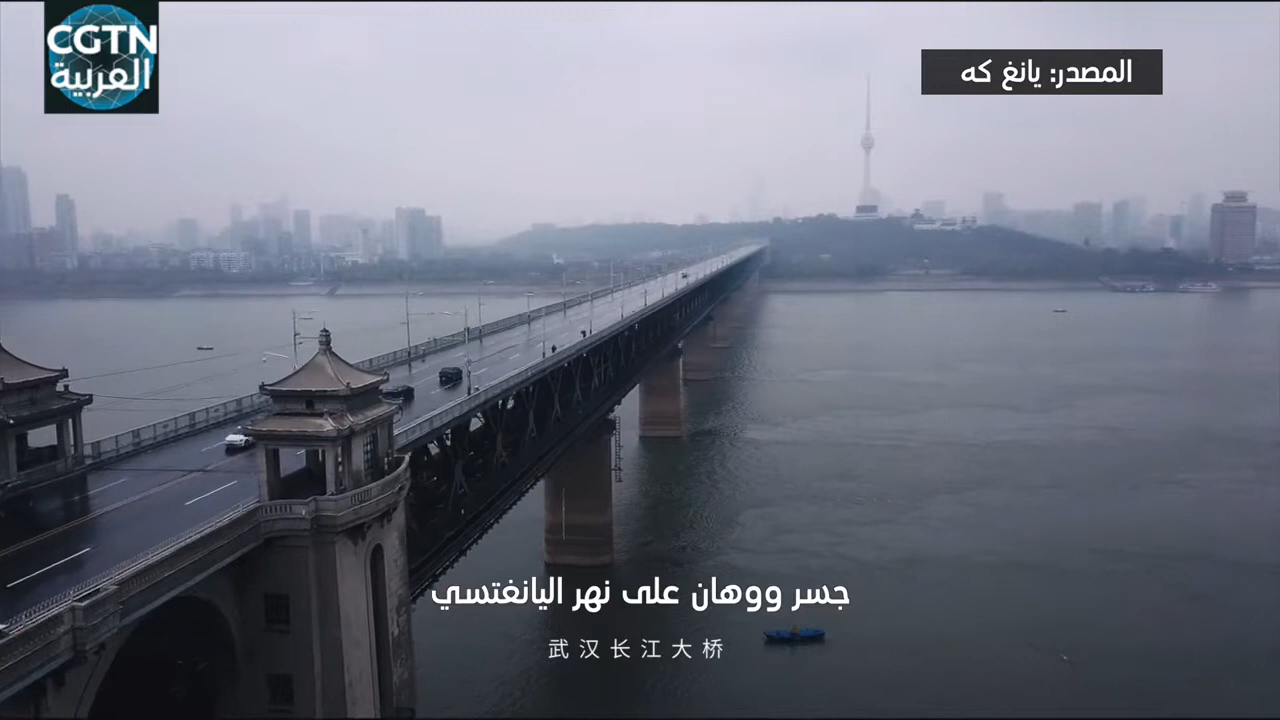 CGTN
العربية
المصدر: يانغ كه
جسر ووهان على نهر اليانغتسي
武汉长江大桥